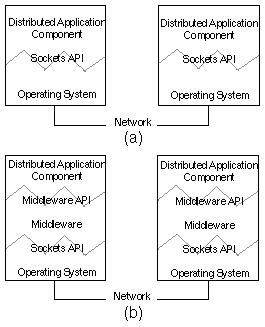 Distributed Application Distributed Application
Component Component
Sockets API Sockets API
Operating System Operating System
Network
(a)
Distributed Application Distributed Application
Component Component
Middleware API Middleware API
Middleware Middleware
Sockets API Sockets API
Operating System Operating System
Network
(b)